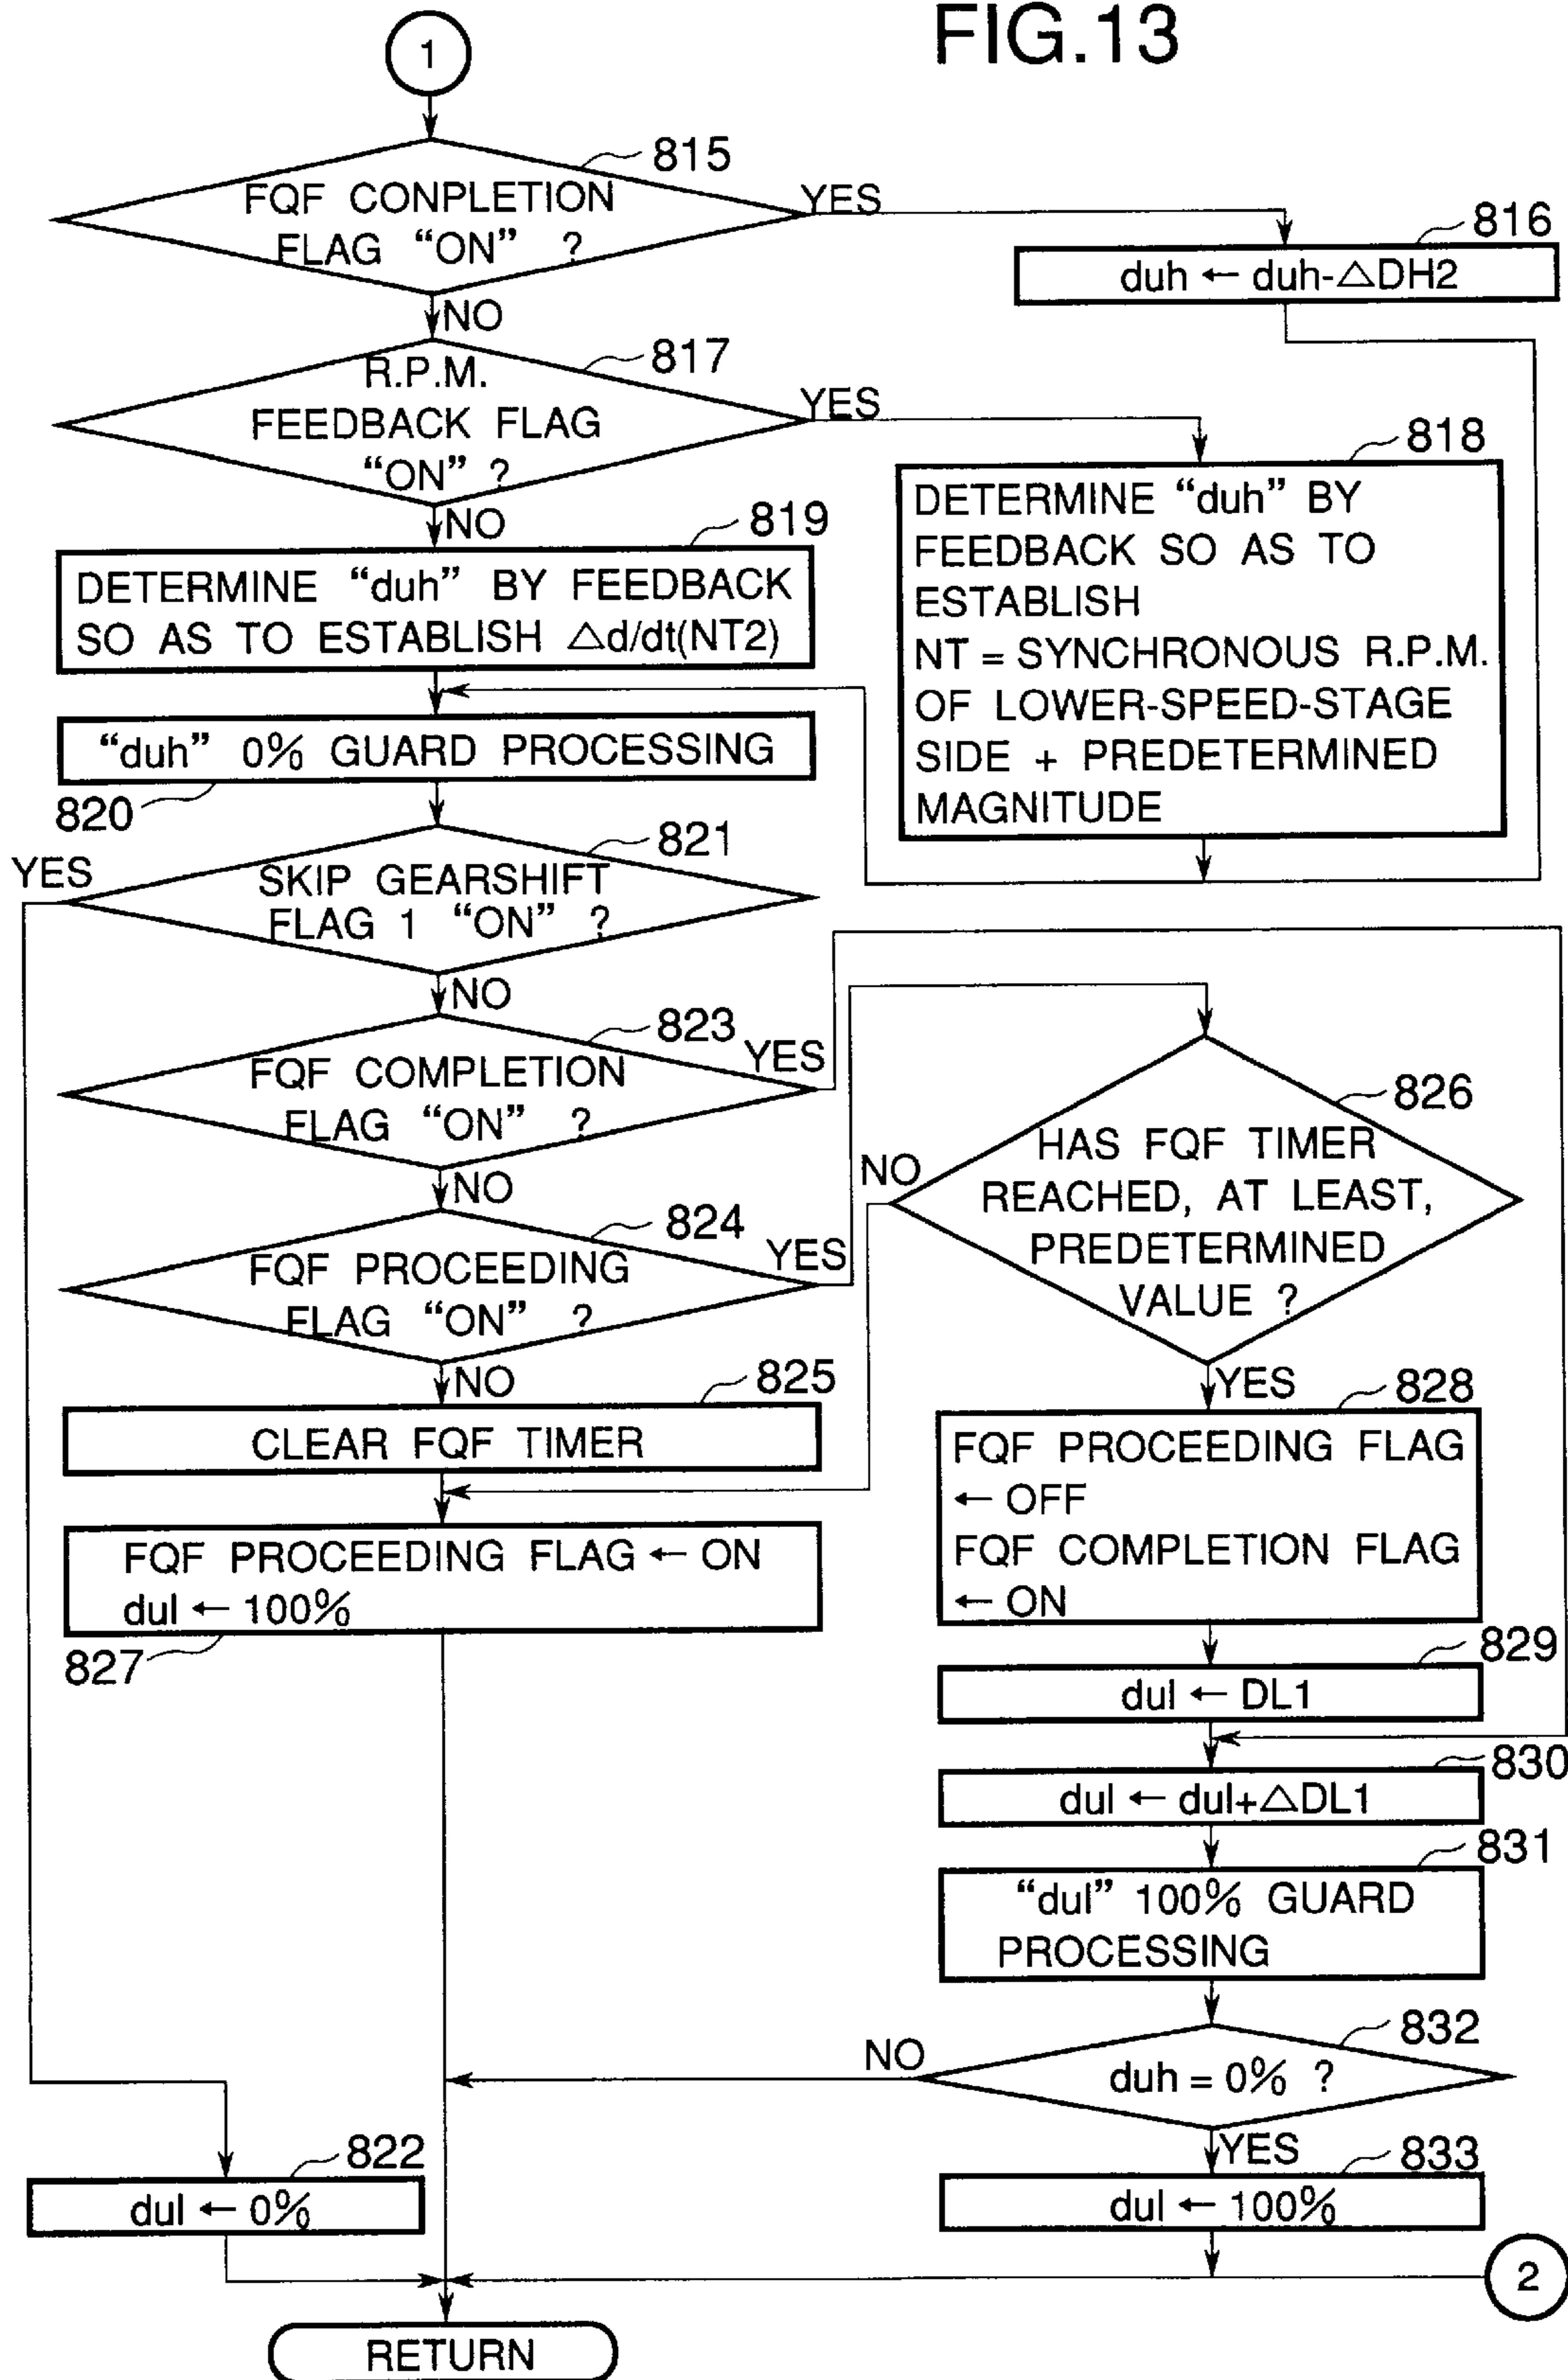 FIG.13
1
815
FQF CONPLETION
FLAG “ON” ?
YES
816
duh ← duh-△DH2
NO
817
R.P.M.
FEEDBACK FLAG
“ON” ?
YES
818
DETERMINE “duh” BY
FEEDBACK SO AS TO
ESTABLISH
NT = SYNCHRONOUS R.P.M.
OF LOWER-SPEED-STAGE
SIDE + PREDETERMINED
MAGNITUDE
NO
819
DETERMINE “duh” BY FEEDBACK
SO AS TO ESTABLISH △d/dt(NT2)
“duh” 0% GUARD PROCESSING
820
821
YES
SKIP GEARSHIFT
FLAG 1 “ON” ?
NO
823
YES
FQF COMPLETION
FLAG “ON” ?
NO
824
YES
FQF PROCEEDING
FLAG “ON” ?
826
NO
HAS FQF TIMER
REACHED, AT LEAST,
PREDETERMINED
VALUE ?
NO
825
CLEAR FQF TIMER
FQF PROCEEDING FLAG ← ON
dul ← 100%
827
YES
828
FQF PROCEEDING FLAG
← OFF
FQF COMPLETION FLAG
← ON
829
dul ← DL1
830
dul ← dul+△DL1
831
“dul” 100% GUARD
PROCESSING
832
NO
duh = 0% ?
YES
822
dul ← 0%
833
dul ← 100%
2
RETURN